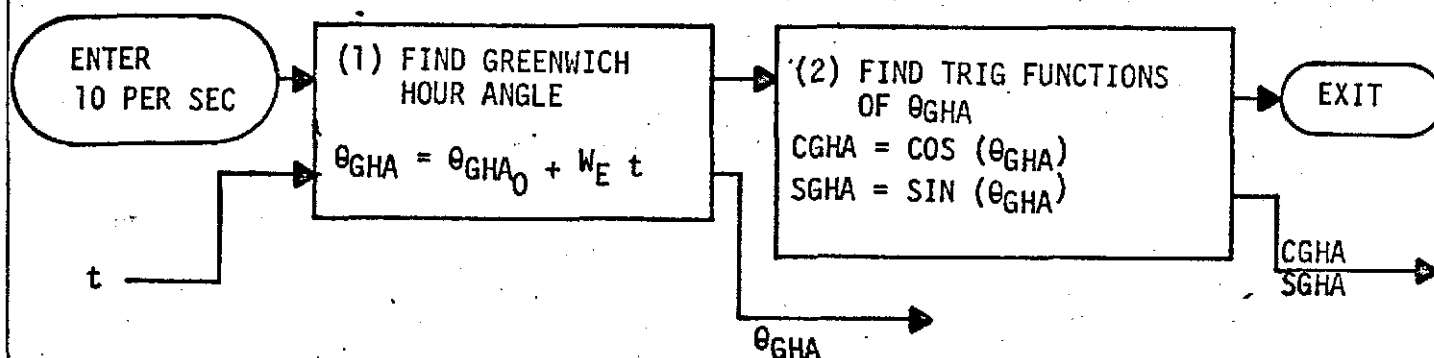 ENTER
10 PER SEC
t
(1) FIND GREENWICH
HOUR ANGLE
θGHA = θGHA0 + WE t
θGHA
(2) FIND TRIG FUNCTIONS
OF θGHA
CGHA = COS (θGHA)
SGHA = SIN (θGHA)
EXIT
CGHA
SGHA